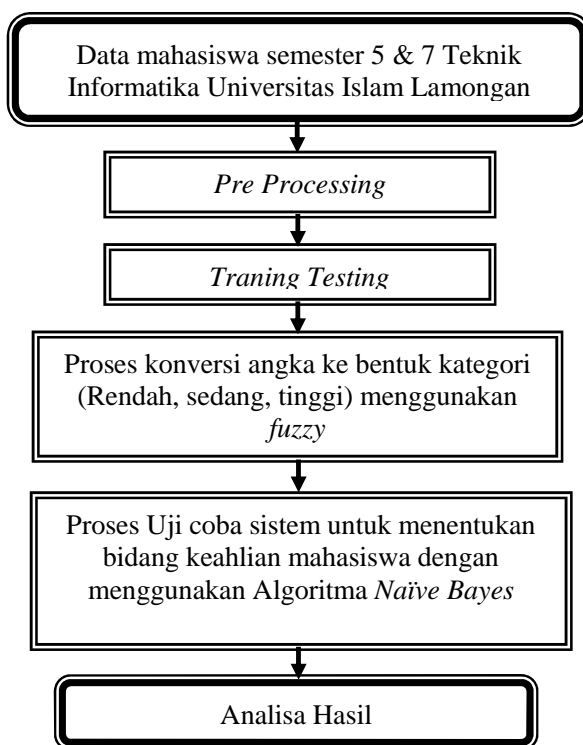 Data mahasiswa semester 5 & 7 Teknik
Informatika Universitas Islam Lamongan
Pre Processing
Traning Testing
Proses konversi angka ke bentuk kategori
(Rendah, sedang, tinggi) menggunakan
fuzzy
Proses Uji coba sistem untuk menentukan
bidang keahlian mahasiswa dengan
menggunakan Algoritma Naïve Bayes
Analisa Hasil